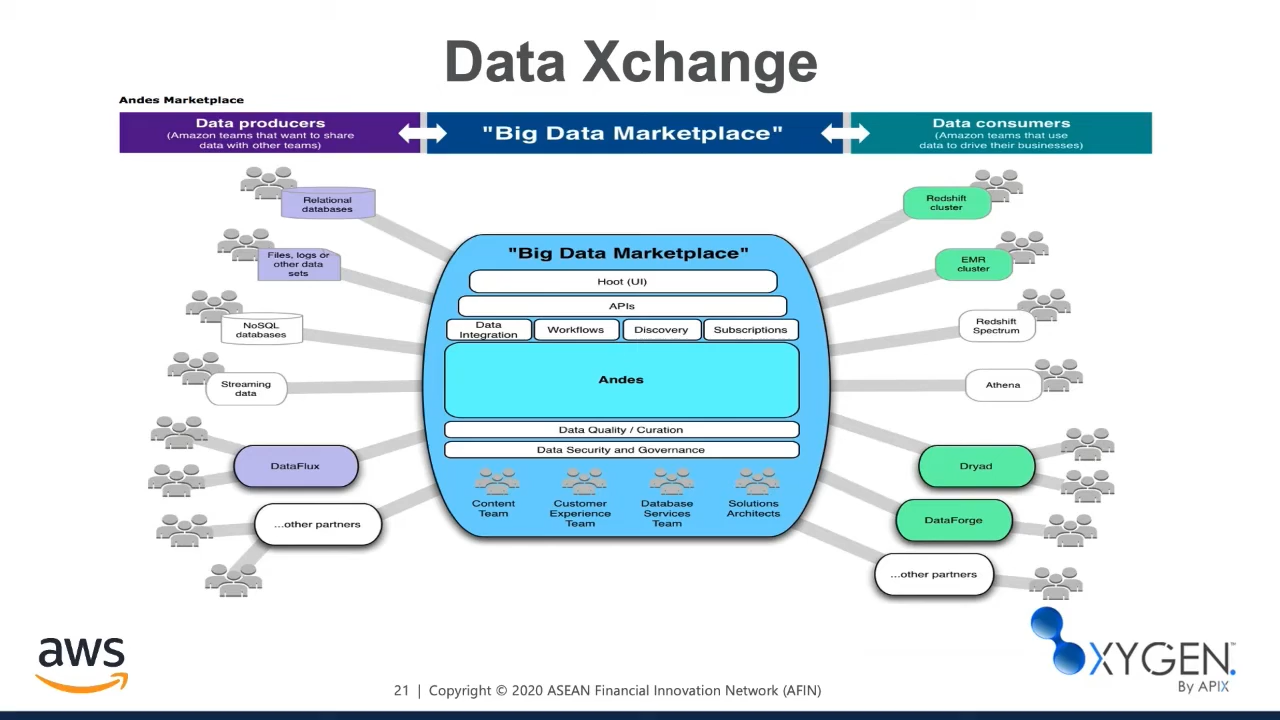 Data Xchange
Andes Marketplace
Data producers
(Amazon teams that want to share
data with other teams)
"Big Data Marketplace"
Data consumers
(Amazon teams that use
data to drive their businesses)
Relational
databases
Files, logs or
other data
sets
NoSQL
databases
Streaming
data
DataFlux
...other partners
"Big Data Marketplace"
Hoot (UI)
APIs
Data
Integration
Workflows
Discovery
Subscriptions
Andes
Data Quality / Curation
Data Security and Governance
Content
Team
Customer
Experience
Team
Database
Services
Team
Solutions
Architects
Redshift
cluster
EMR
cluster
Redshift
Spectrum
Athena
Dryad
DataForge
...other partners
aws
21 | Copyright © 2020 ASEAN Financial Innovation Network (AFIN)
OXYGEN.™
By APIX